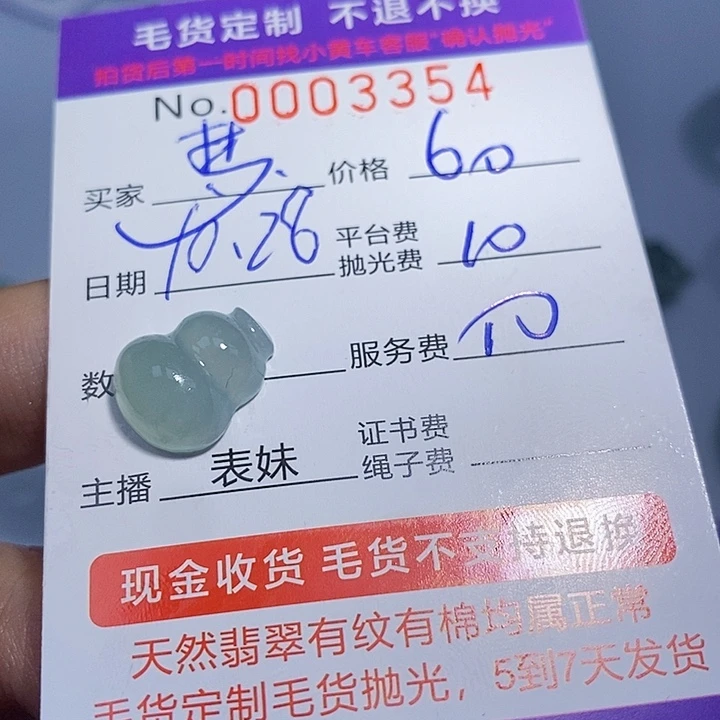 毛货定制 不退不换
拍货后第一时间找小黄车客服"确认抛光"
No.0003354
买家 价格 60
日期 10.28 平台费
抛光费 10
数 服务费 10
主播 表妹 证书费
绳子费
现金收货 毛货不支持退换
天然翡翠有纹有棉均属正常
毛货定制毛货抛光，5到7天发货